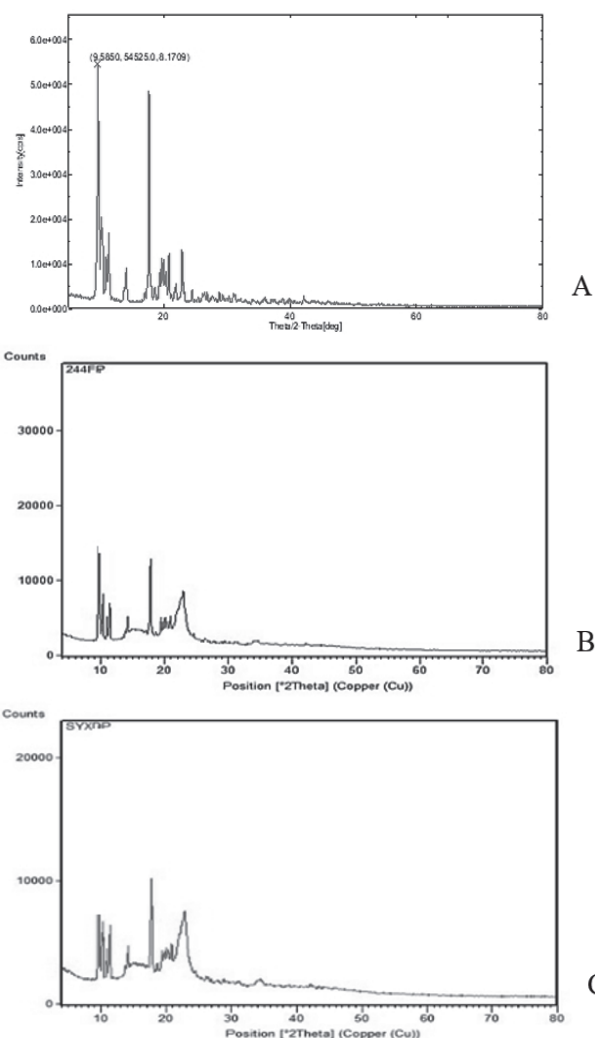 6.0e+004
(9.5850, 54525.0, 8.1709)
5.0e+004
4.0e+004
Intensity[cps]
3.0e+004
2.0e+004
1.0e+004
0.0e+000
20 40 60 80
Theta/2-Theta[deg]
A
Counts
244FIP
30000
20000
10000
0
10 20 30 40 50 60 70 80
Position [°2Theta] (Copper (Cu))
B
Counts
20000
10000
0
10 20 30 40 50 60 70 80
Position [°2Theta] (Copper (Cu))
C